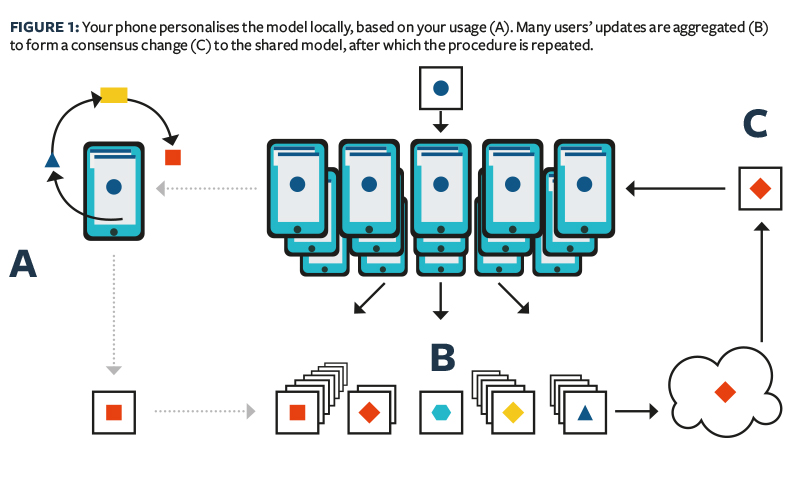 FIGURE 1: Your phone personalises the model locally, based on your usage (A). Many users’ updates are aggregated (B)
to form a consensus change (C) to the shared model, after which the procedure is repeated.
C
A
B